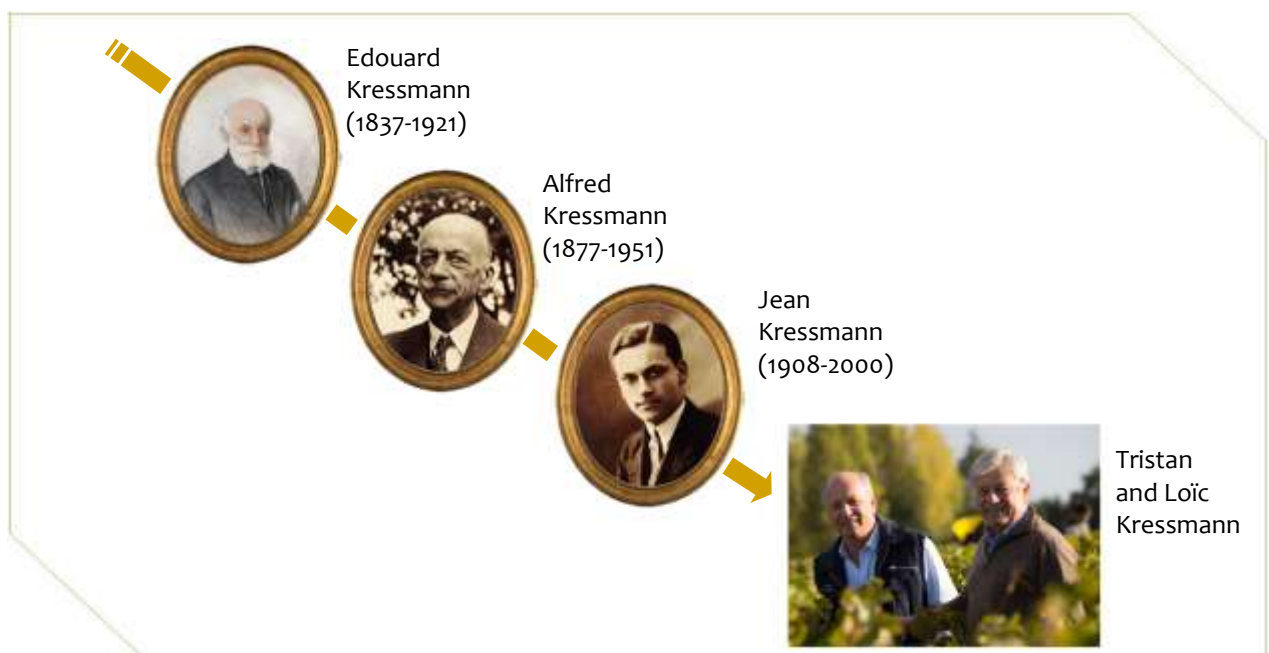 Edouard
Kressmann
(1837-1921)
Alfred
Kressmann
(1877-1951)
Jean
Kressmann
(1908-2000)
Tristan
and Loïc
Kressmann